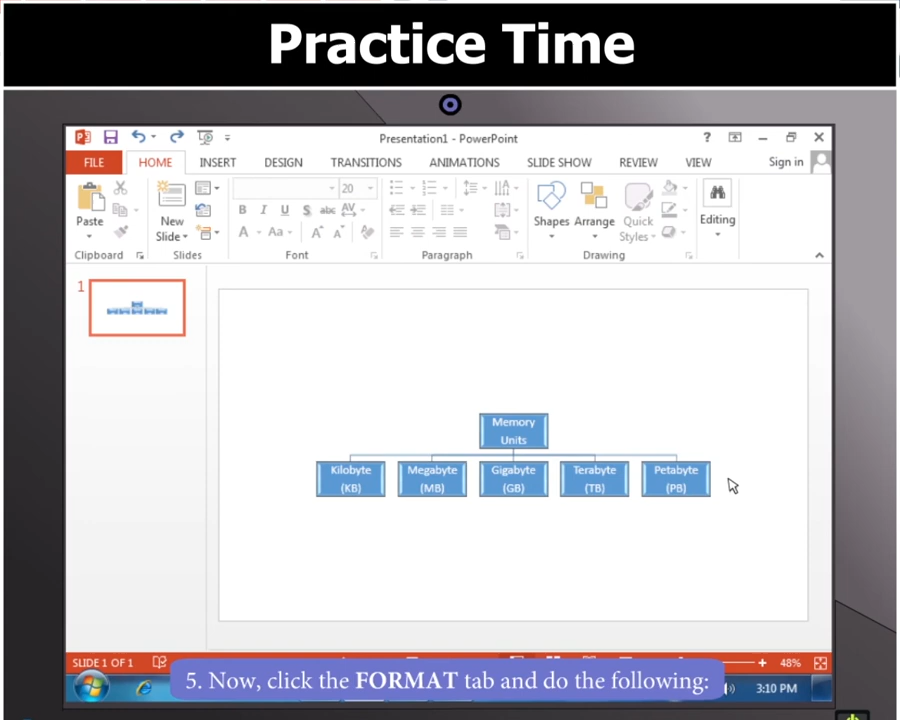 Practice Time
Presentation1 - PowerPoint
?
FILE HOME INSERT DESIGN TRANSITIONS ANIMATIONS SLIDE SHOW REVIEW VIEW Sign in
20
Paste
New
Slide
B I U S abc AV
A Aa A A
Shapes Arrange Quick
Styles
Editing
Clipboard Slides Font Paragraph Drawing
1
Memory
Units
Kilobyte
(KB)
Megabyte
(MB)
Gigabyte
(GB)
Terabyte
(TB)
Petabyte
(PB)
SLIDE 1 OF 1
48%
5. Now, click the FORMAT tab and do the following:
3:10 PM